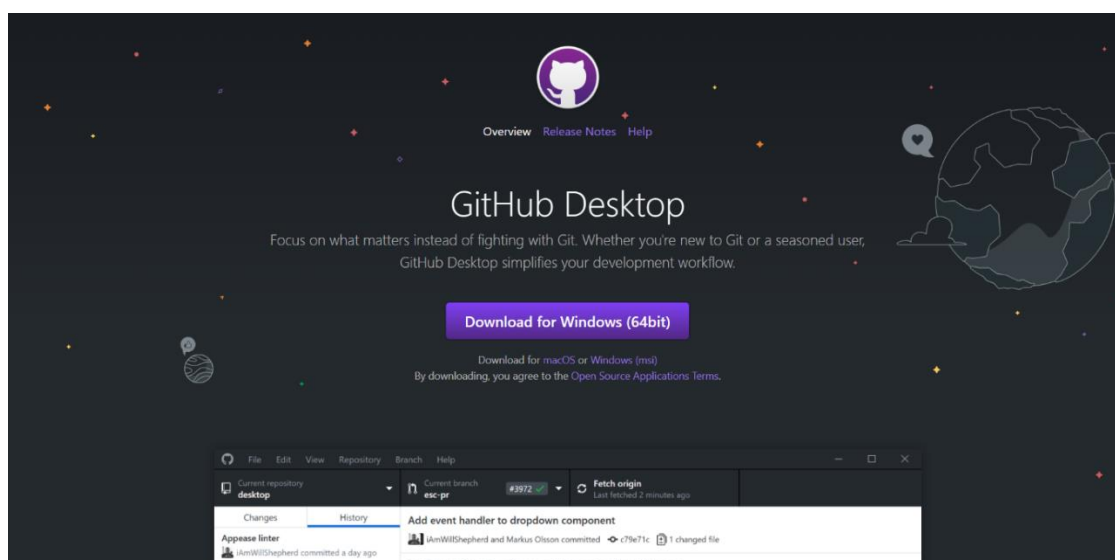 Overview Release Notes Help
GitHub Desktop
Focus on what matters instead of fighting with Git. Whether you're new to Git or a seasoned user,
GitHub Desktop simplifies your development workflow.
Download for Windows (64bit)
Download for macOS or Windows (msi)
By downloading, you agree to the Open Source Applications Terms.
File Edit View Repository Branch Help
Current repository
desktop
Current branch
esc-pr
#3972
Fetch origin
Last fetched 2 minutes ago
Changes History
Add event handler to dropdown component
iAmWillShepherd and Markus Olsson committed c79e71c 1 changed file
Appease linter
iAmWillShepherd committed a day ago